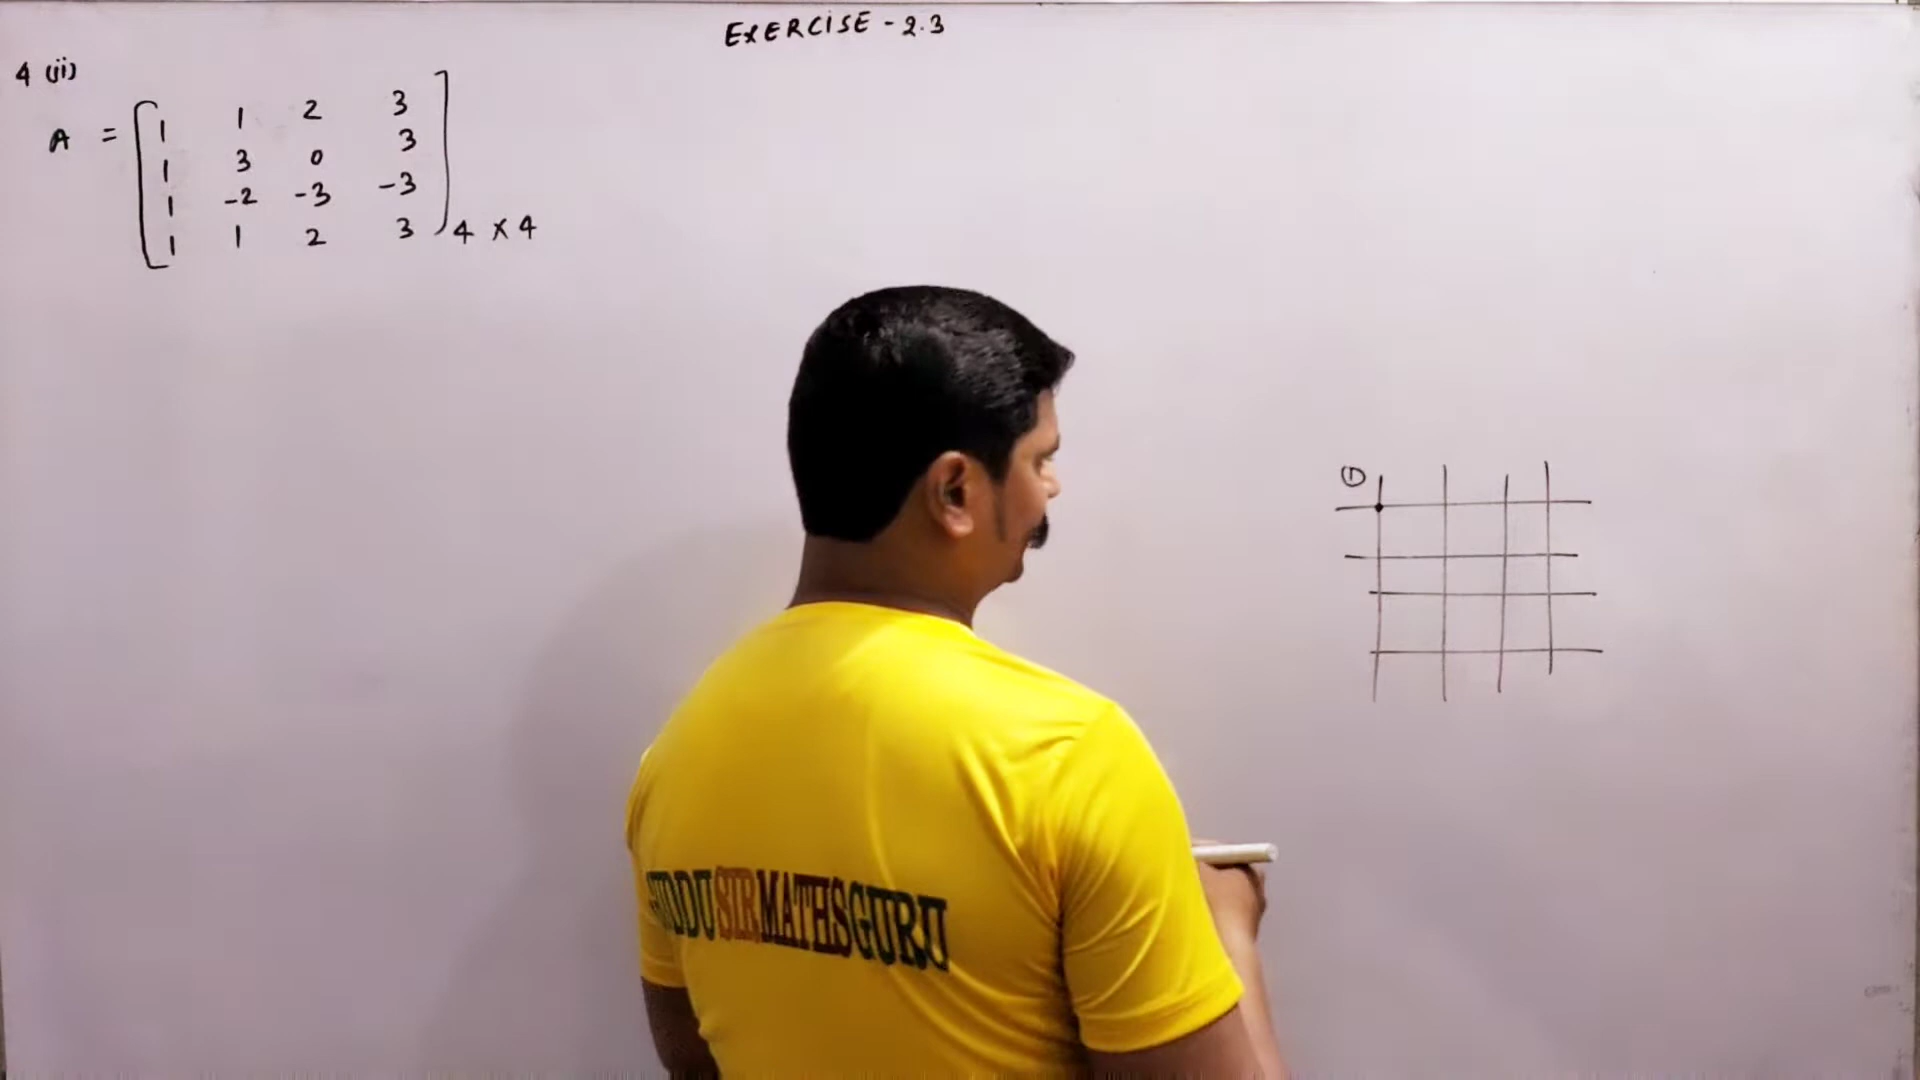 EXERCISE - 2.3
4 (ii)
A = [ 1 1 2 3
1 3 0 3
1 -2 -3 -3
1 1 2 3 ] 4 × 4
SIRMATHSGURU